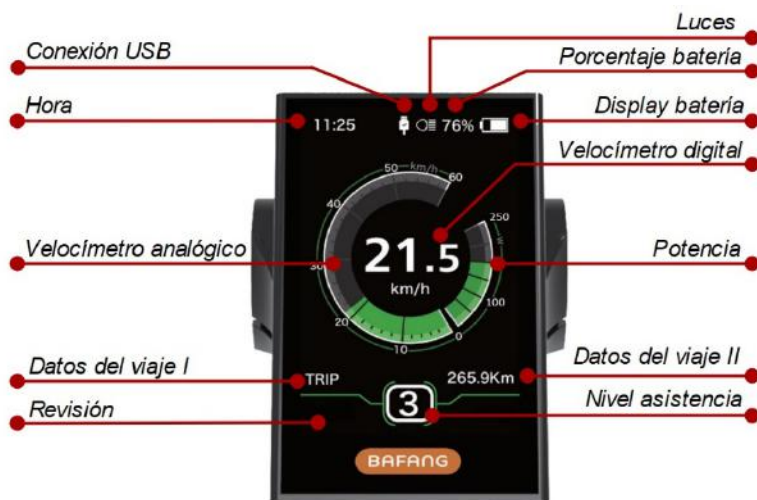 Luces
Conexión USB
Porcentaje batería
Hora
Display batería
11:25
76%
Velocímetro digital
km/h
50
60
40
250
W
Velocímetro analógico
21.5
Potencia
30
km/h
100
20
0
10
Datos del viaje I
Datos del viaje II
TRIP
265.9Km
Revisión
3
Nivel asistencia
BAFANG